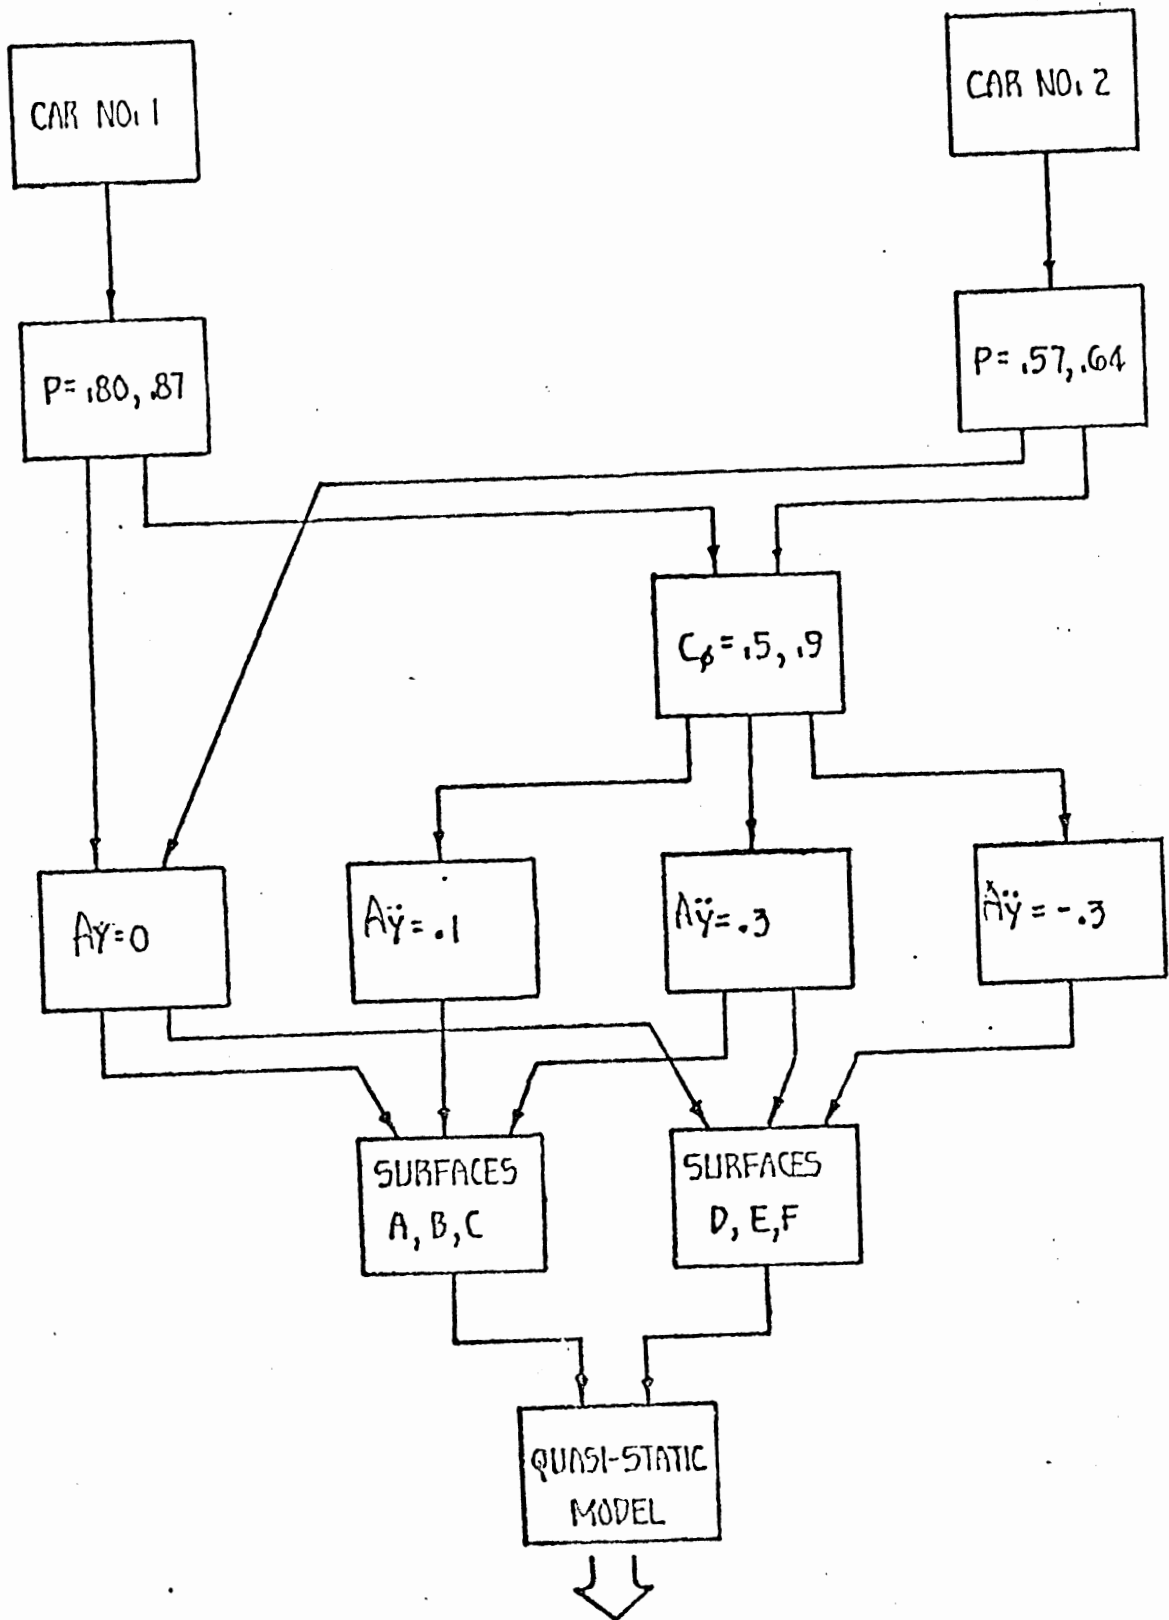 CAR NO. 1
CAR NO. 2
P= .80, .87
P= .57, .64
Cϕ= .5, .9
AŸ=0
AŸ= .1
AŸ= .3
AŸ = -.3
SURFACES
A, B, C
SURFACES
D, E, F
QUASI-STATIC
MODEL